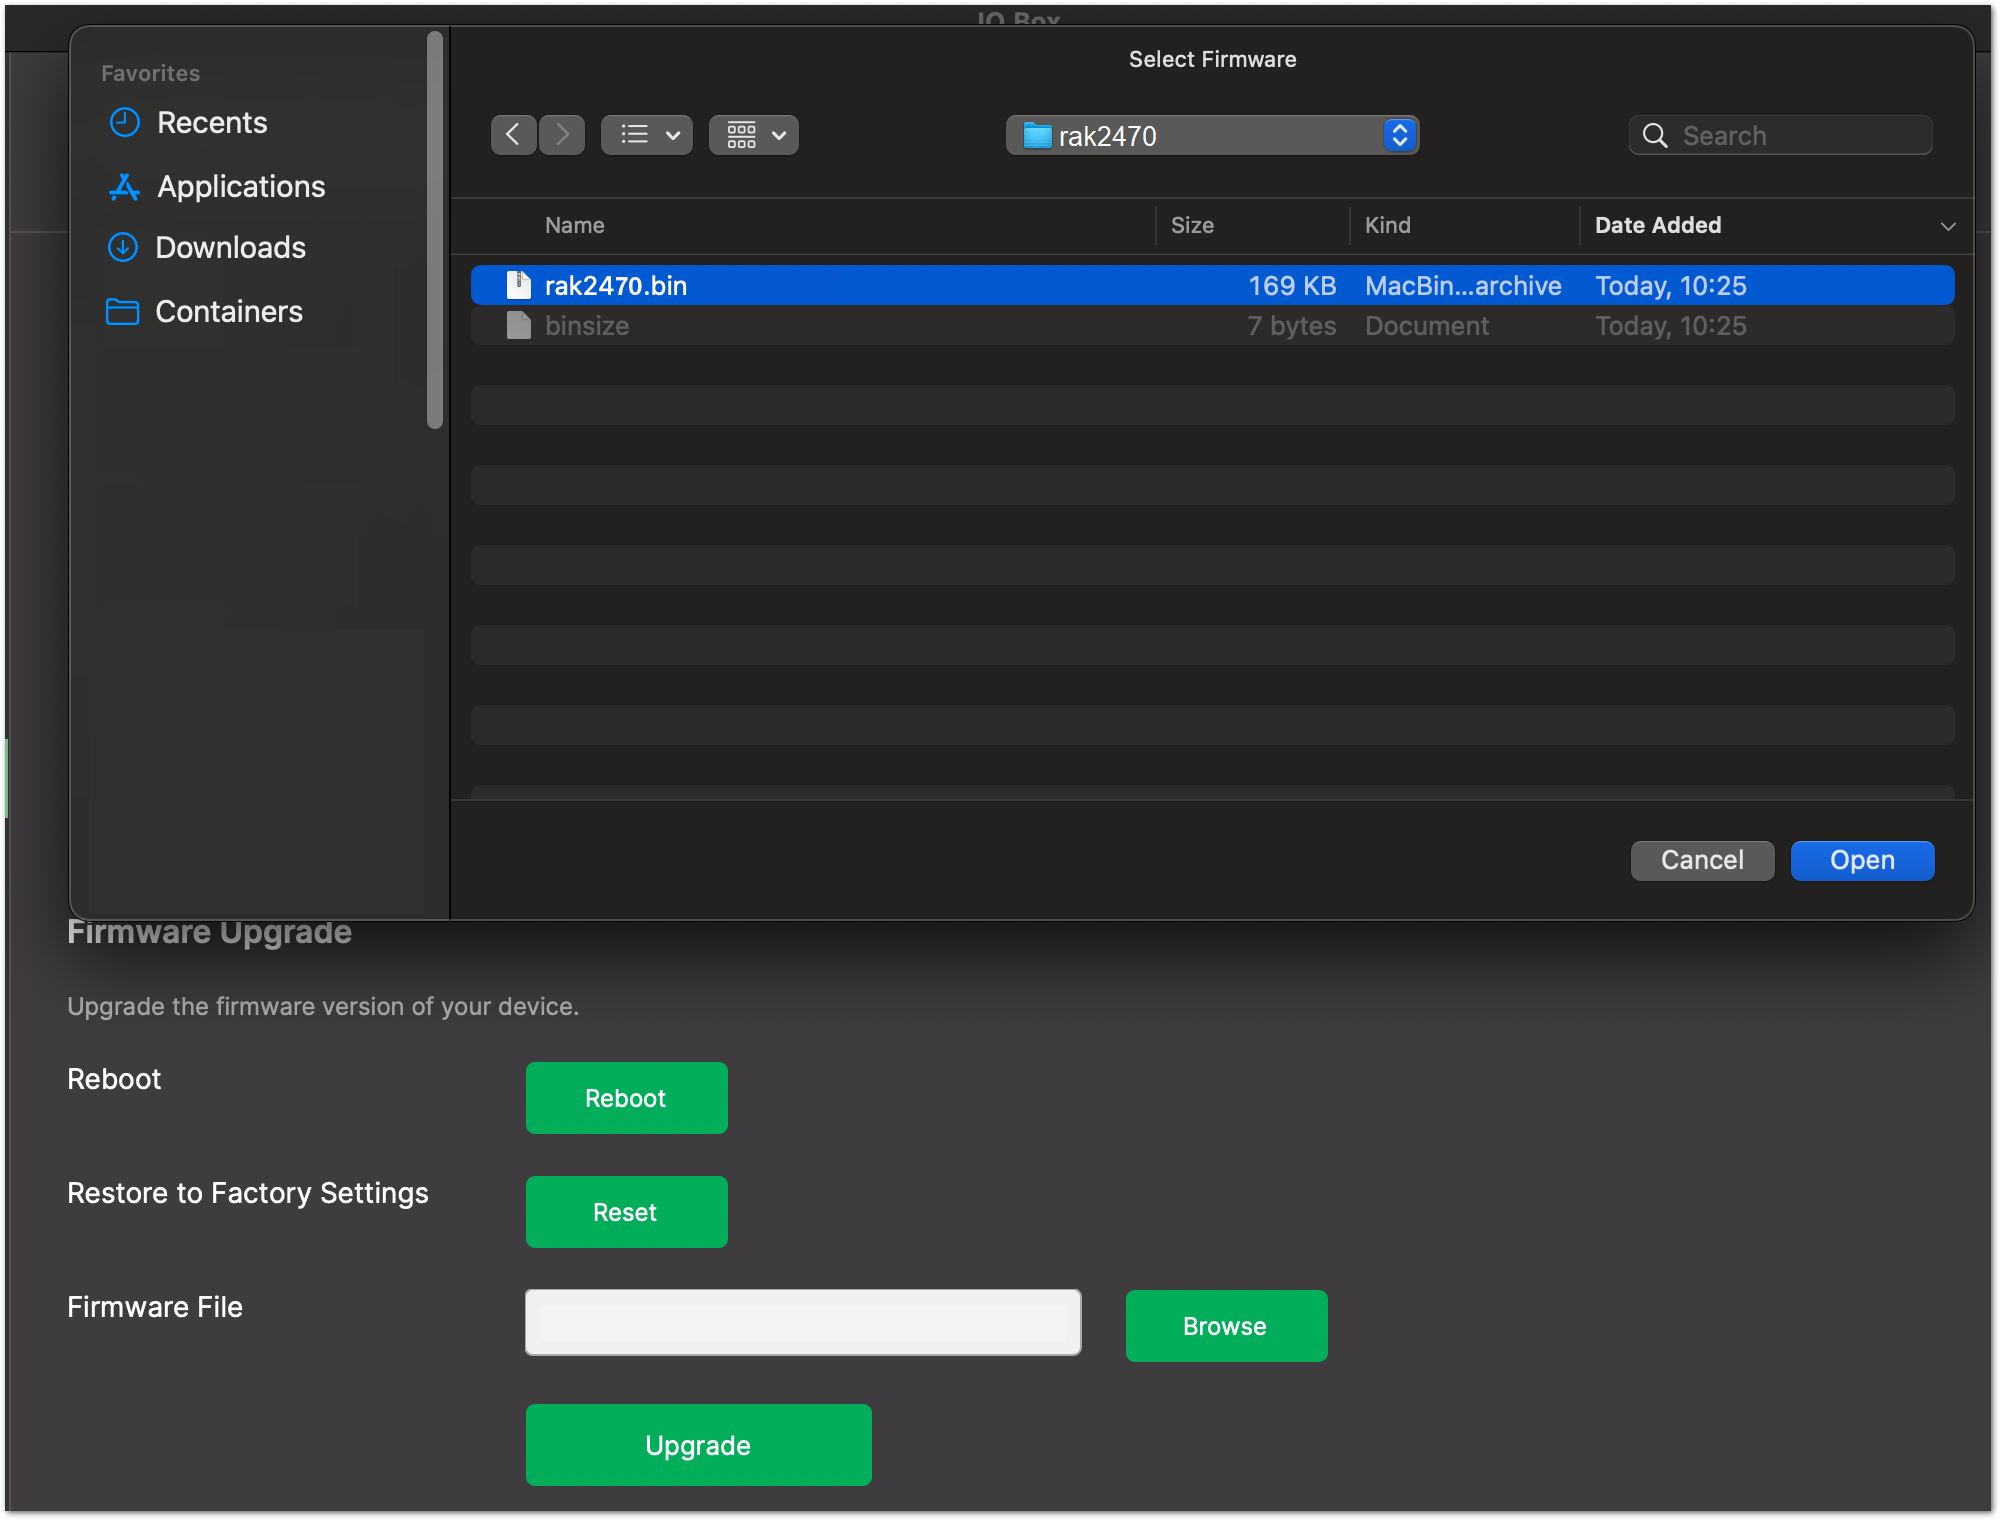 IO Box
Select Firmware
Favorites
Recents
Applications
Downloads
Containers
rak2470
Search
Name Size Kind Date Added
rak2470.bin 169 KB MacBin...archive Today, 10:25
binsize 7 bytes Document Today, 10:25
Cancel Open
Firmware Upgrade
Upgrade the firmware version of your device.
Reboot Reboot
Restore to Factory Settings Reset
Firmware File Browse
Upgrade